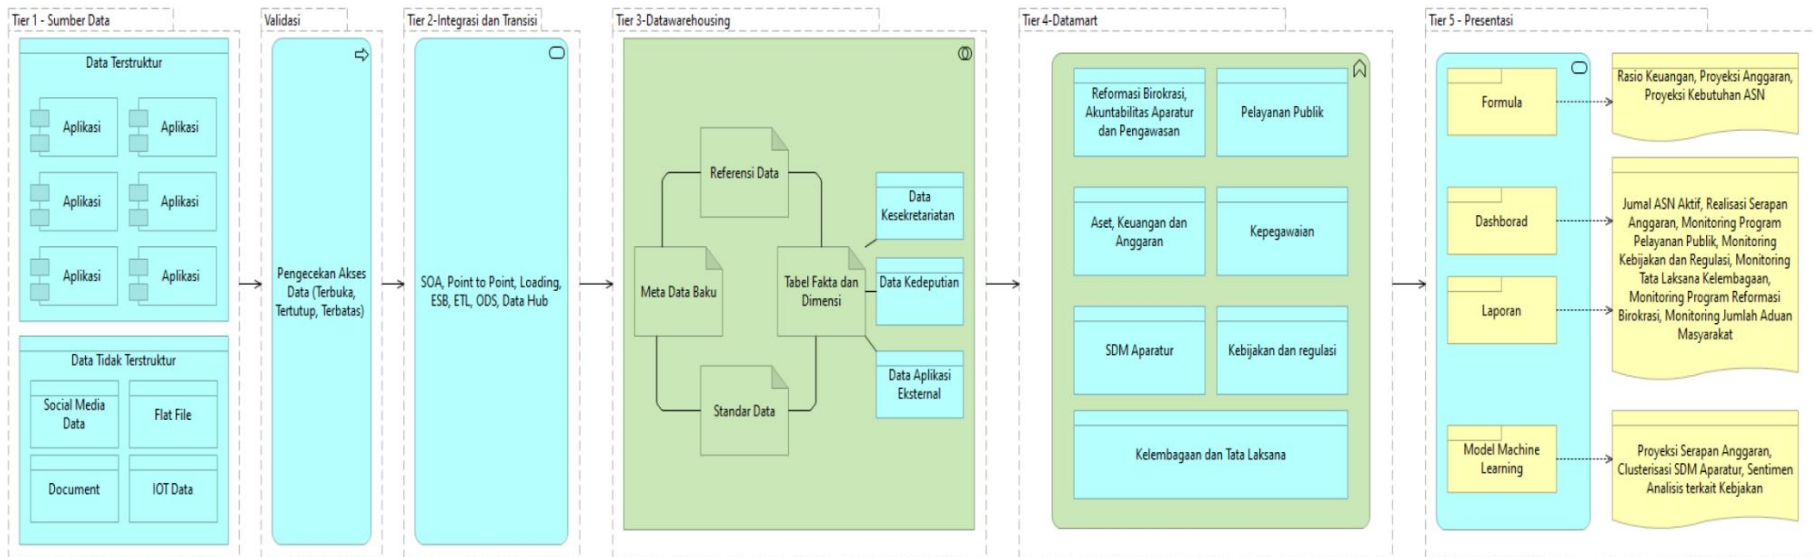 Tier 1 - Sumber Data
Data Terstruktur
Aplikasi
Aplikasi
Aplikasi
Aplikasi
Aplikasi
Aplikasi
Data Tidak Terstruktur
Social Media
Data
Flat File
Document
IOT Data
Validasi
Pengecekan Akses
Data (Terbuka,
Tertutup, Terbatas)
Tier 2-Integrasi dan Transisi
SOA, Point to Point, Loading,
ESB, ETL, ODS, Data Hub
Tier 3-Datawarehousing
Referensi Data
Meta Data Baku
Tabel Fakta dan
Dimensi
Standar Data
Data
Kesekretariatan
Data Kedeputian
Data Aplikasi
Eksternal
Tier 4-Datamart
Reformasi Birokrasi,
Akuntabilitas Aparatur
dan Pengawasan
Pelayanan Publik
Aset, Keuangan dan
Anggaran
Kepegawaian
SDM Aparatur
Kebijakan dan regulasi
Kelembagaan dan Tata Laksana
Tier 5 - Presentasi
Formula
Rasio Keuangan, Proyeksi Anggaran,
Proyeksi Kebutuhan ASN
Dashborad
Laporan
Jumal ASN Aktif, Realisasi Serapan
Anggaran, Monitoring Program
Pelayanan Publik, Monitoring
Kebijakan dan Regulasi, Monitoring
Tata Laksana Kelembagaan,
Monitoring Program Reformasi
Birokrasi, Monitoring Jumlah Aduan
Masyarakat
Model Machine
Learning
Proyeksi Serapan Anggaran,
Clusterisasi SDM Aparatur, Sentimen
Analisis terkait Kebjakan